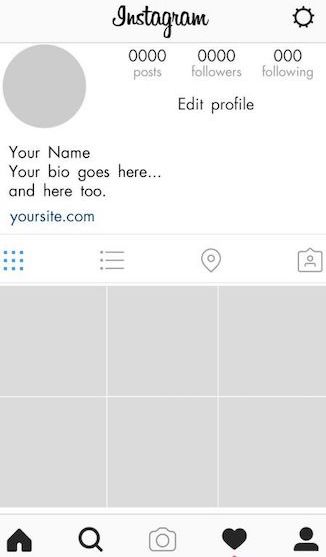 Instagram
0000 0000 000
posts followers following
Edit profile
Your Name
Your bio goes here...
and here too.
yoursite.com